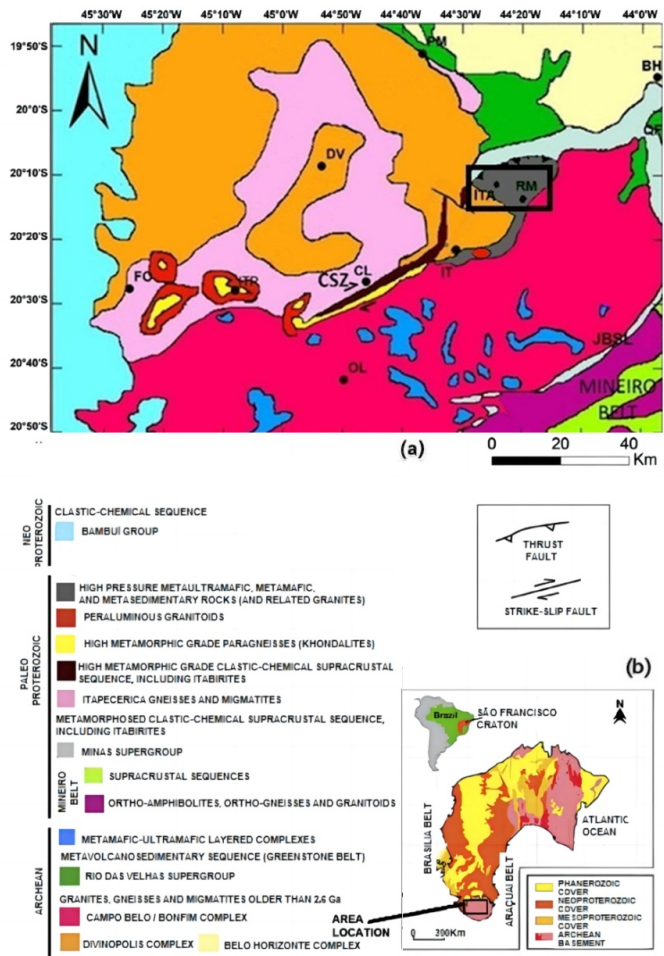 45°30'S 45°20'S 45°10'S 45°00'S 44°50'S 44°40'S 44°30'S 44°20'S 44°0'W
19°50'S
N
PM
BH
20°0'S
DV
20°10'S
ITA RM
20°20'S
FO
CSZ CL
IT
20°30'S
JBSL
20°40'S
OL
MINEIRO
BELT
20°50'S
(a)
0 20 40
Km
NEO
PROTEROZOIC
CLASTIC-CHEMICAL SEQUENCE
BAMBUÍ GROUP
THRUST
FAULT
STRIKE-SLIP FAULT
PALEO
PROTEROZOIC
HIGH PRESSURE METAULTRAMAFIC, METAMAFIC,
AND METASEDIMENTARY ROCKS (AND RELATED GRANITES)
PERALUMINOUS GRANITOIDS
HIGH METAMORPHIC GRADE PARAGNEISSES (KHONDALITES)
HIGH METAMORPHIC GRADE CLASTIC-CHEMICAL SUPRACRUSTAL
SEQUENCE, INCLUDING ITABIRITES
ITAPECERICA GNEISSES AND MIGMATITES
METAMORPHOSED CLASTIC-CHEMICAL SUPRACRUSTAL SEQUENCE,
INCLUDING ITABIRITES
MINAS SUPERGROUP
MINEIRO
BELT
SUPRACRUSTAL SEQUENCES
ORTHO-AMPHIBOLITES, ORTHO-GNEISSES AND GRANITOIDS
ARCHEAN
METAMAFIC-ULTRAMAFIC LAYERED COMPLEXES
METAVOLCANOSEDIMENTARY SEQUENCE (GREENSTONE BELT)
RIO DAS VELHAS SUPERGROUP
GRANITES, GNEISSES AND MIGMATITES OLDER THAN 2.6 Ga
CAMPO BELO / BONFIM COMPLEX
DIVINOPOLIS COMPLEX BELO HORIZONTE COMPLEX
(b)
Brazil
SÃO FRANCISCO
CRATON
N
BRASILIA BELT
ATLANTIC
OCEAN
ARAÇUAI BELT
AREA
LOCATION
0 300Km
PHANEROZOIC
COVER
NEOPROTEROZOIC
COVER
MESOPROTEROZOIC
COVER
ARCHEAN
BASEMENT